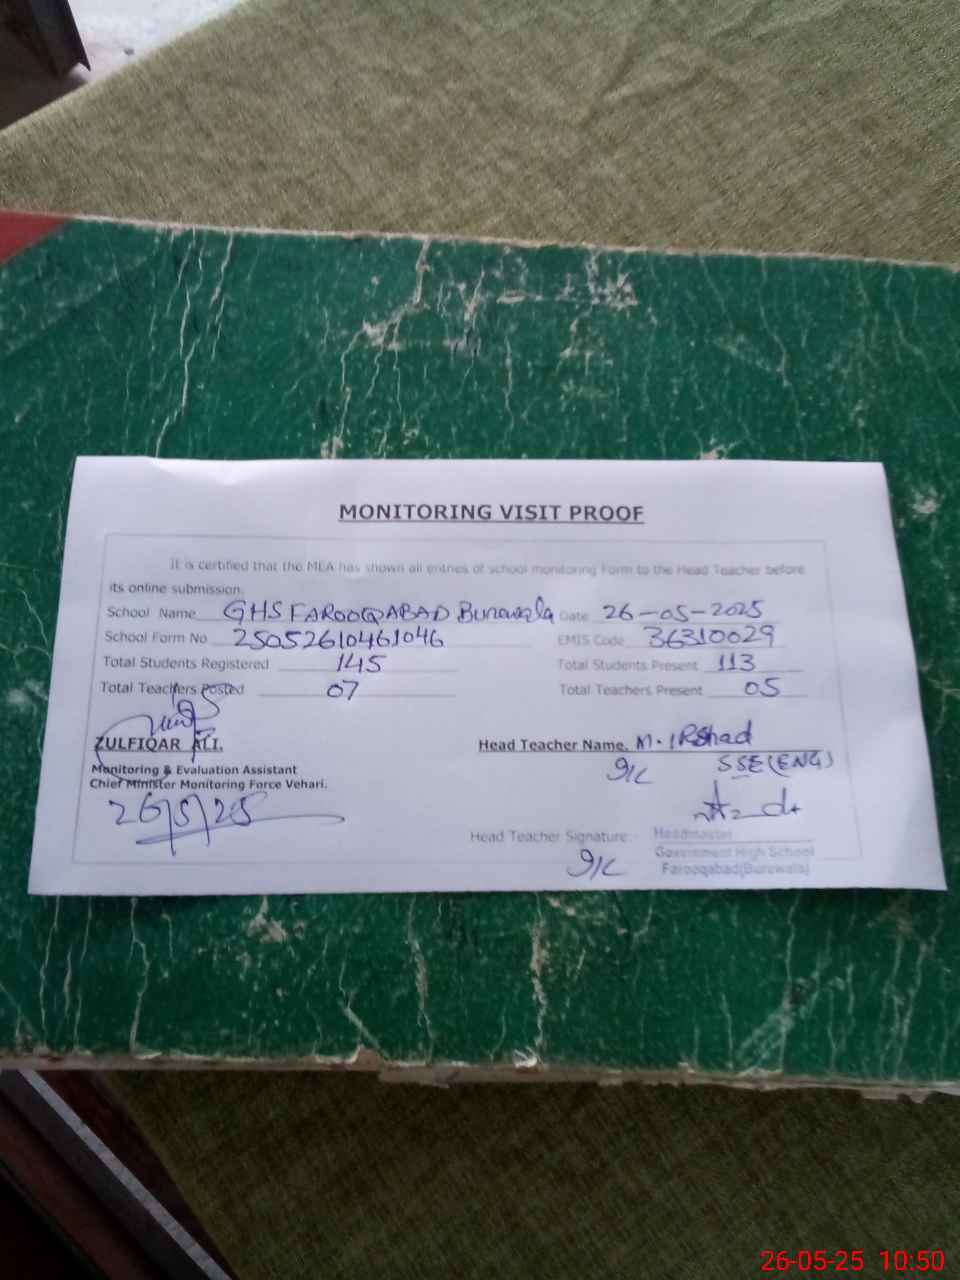 MONITORING VISIT PROOF
It is certified that the MEA has shown all entries of school monitoring Form to the Head Teacher before
its online submission.
School Name GHS FAROOQABAD Burewala Date 26-05-2025
School Form No 25052610461046 EMIS Code 36310029
Total Students Registered 145 Total Students Present 113
Total Teachers Posted 07 Total Teachers Present 05
ZULFIQAR ALI. Head Teacher Name. M. IRShad
Monitoring & Evaluation Assistant I/C SSE(ENG)
Chief Minister Monitoring Force Vehari.
26/5/25
Head Teacher Signature:- Headmaster
Government High School
I/C Farooqabad(Burewala)
26-05-25 10:50